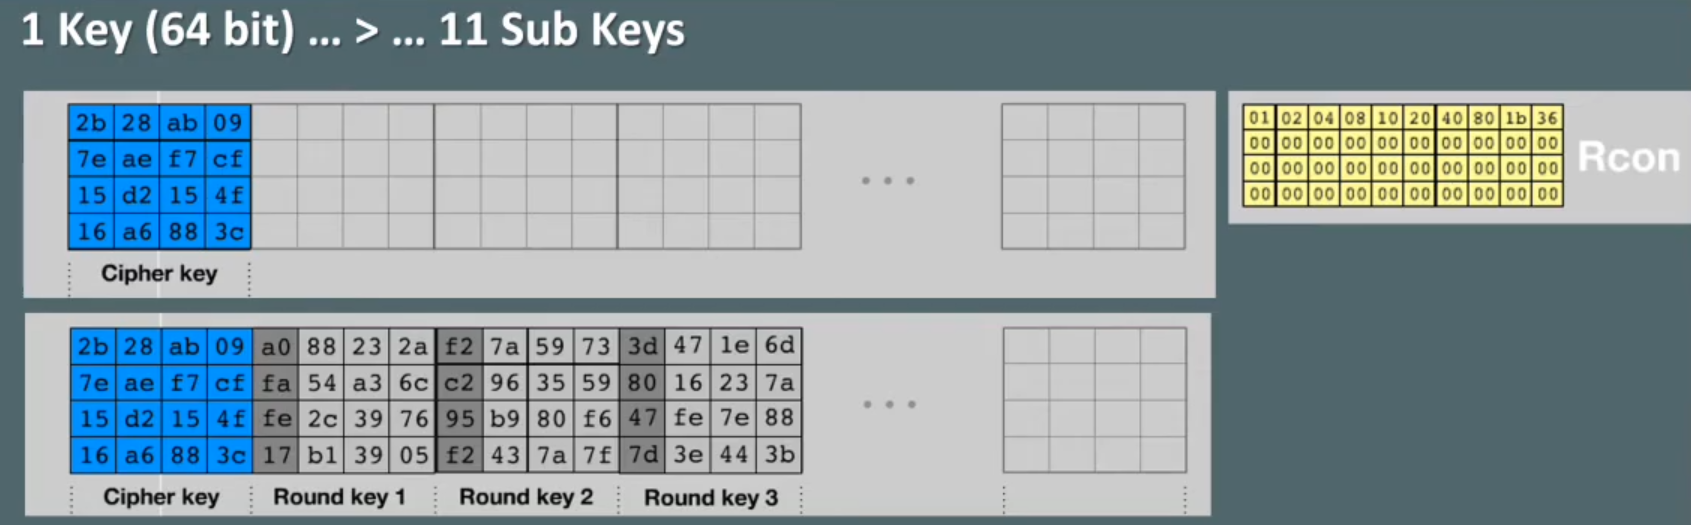 1 Key (64 bit) ... > ... 11 Sub Keys
2b 28 ab 09
7e ae f7 cf
15 d2 15 4f
16 a6 88 3c
Cipher key
01 02 04 08 10 20 40 80 1b 36
00 00 00 00 00 00 00 00 00 00
00 00 00 00 00 00 00 00 00 00
00 00 00 00 00 00 00 00 00 00
Rcon
2b 28 ab 09 a0 88 23 2a f2 7a 59 73 3d 47 1e 6d
7e ae f7 cf fa 54 a3 6c c2 96 35 59 80 16 23 7a
15 d2 15 4f fe 2c 39 76 95 b9 80 f6 47 fe 7e 88
16 a6 88 3c 17 b1 39 05 f2 43 7a 7f 7d 3e 44 3b
Cipher key Round key 1 Round key 2 Round key 3